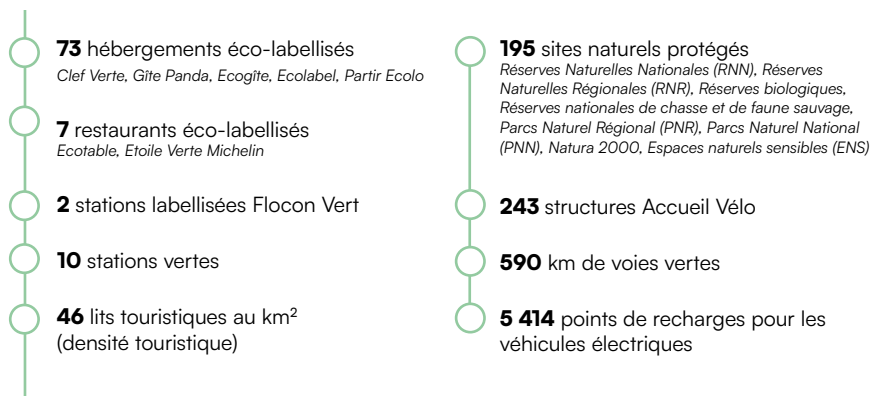 73 hébergements éco-labellisés
Clef Verte, Gîte Panda, Ecogîte, Ecolabel, Partir Ecolo
7 restaurants éco-labellisés
Ecotable, Etoile Verte Michelin
2 stations labellisées Flocon Vert
10 stations vertes
46 lits touristiques au km²
(densité touristique)
195 sites naturels protégés
Réserves Naturelles Nationales (RNN), Réserves
Naturelles Régionales (RNR), Réserves biologiques,
Réserves nationales de chasse et de faune sauvage,
Parcs Naturel Régional (PNR), Parcs Naturel National
(PNN), Natura 2000, Espaces naturels sensibles (ENS)
243 structures Accueil Vélo
590 km de voies vertes
5 414 points de recharges pour les
véhicules électriques